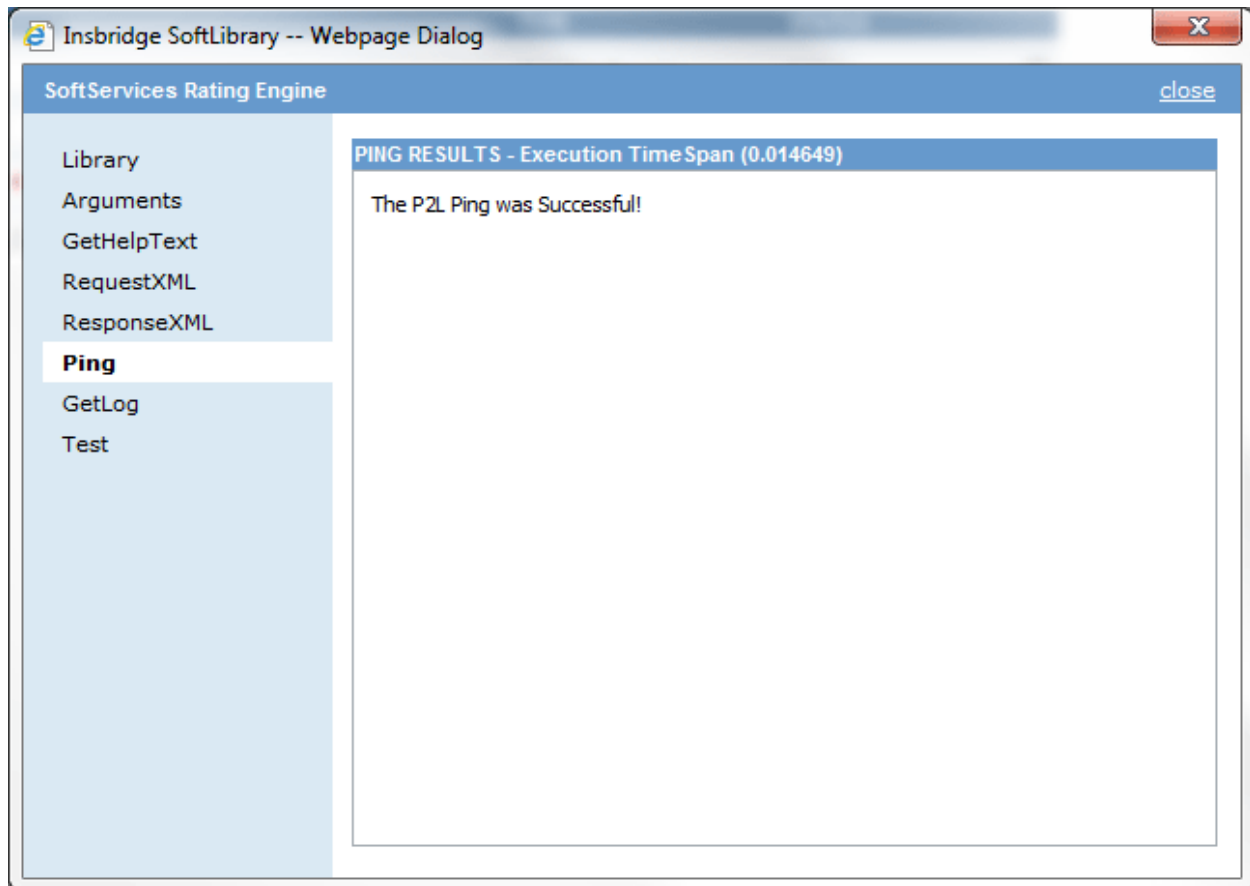 Insbridge SoftLibrary -- Webpage Dialog
SoftServices Rating Engine
close
Library
Arguments
GetHelpText
RequestXML
ResponseXML
Ping
GetLog
Test
PING RESULTS - Execution TimeSpan (0.014649)
The P2L Ping was Successful!